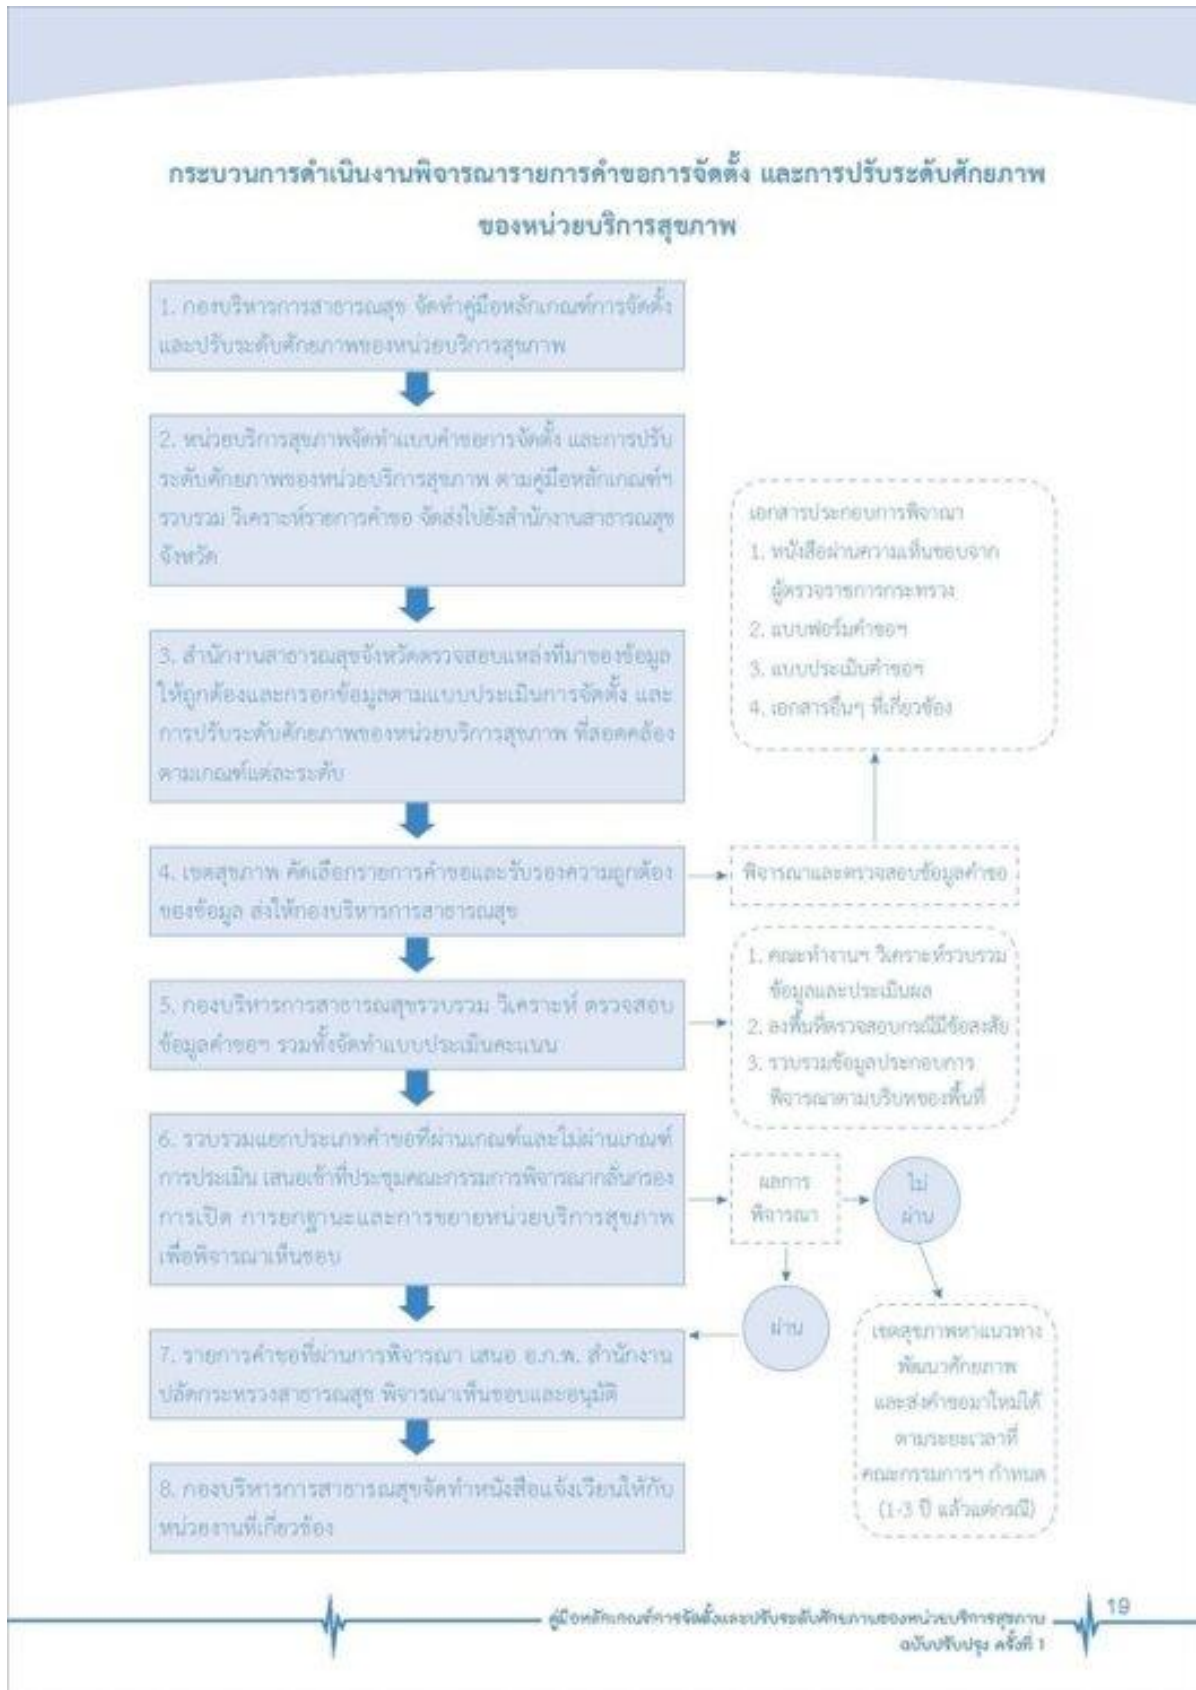 กระบวนการดำเนินงานพิจารณารายการคำขอการจัดตั้ง และการปรับระดับศักยภาพ
ของหน่วยบริการสุขภาพ
1. กองบริหารการสาธารณสุข จัดทำคู่มือหลักเกณฑ์การจัดตั้ง
และปรับระดับศักยภาพของหน่วยบริการสุขภาพ
2. หน่วยบริการสุขภาพจัดทำแบบคำขอการจัดตั้ง และการปรับ
ระดับศักยภาพของหน่วยบริการสุขภาพ ตามคู่มือหลักเกณฑ์ฯ
รวบรวม วิเคราะห์รายการคำขอ จัดส่งไปยังสำนักงานสาธารณสุข
จังหวัด
เอกสารประกอบการพิจาณา
1. หนังสือผ่านความเห็นชอบจาก
ผู้ตรวจราชการกระทรวง
2. แบบฟอร์มคำขอฯ
3. แบบประเมินคำขอฯ
4. เอกสารอื่นๆ ที่เกี่ยวข้อง
3. สำนักงานสาธารณสุขจังหวัดตรวจสอบแหล่งที่มาของข้อมูล
ให้ถูกต้องและกรอกข้อมูลตามแบบประเมินการจัดตั้ง และ
การปรับระดับศักยภาพของหน่วยบริการสุขภาพ ที่สอดคล้อง
ตามเกณฑ์แต่ละระดับ
4. เขตสุขภาพ คัดเลือกรายการคำขอและรับรองความถูกต้อง
ของข้อมูล ส่งให้กองบริหารการสาธารณสุข
พิจารณาและตรวจสอบข้อมูลคำขอ
5. กองบริหารการสาธารณสุขรวบรวม วิเคราะห์ ตรวจสอบ
ข้อมูลคำขอฯ รวมทั้งจัดทำแบบประเมินคะแนน
1. คณะทำงานฯ วิเคราะห์รวบรวม
ข้อมูลและประเมินผล
2. ลงพื้นที่ตรวจสอบกรณีมีข้อสงสัย
3. รวบรวมข้อมูลประกอบการ
พิจารณาตามบริบทของพื้นที่
6. รวบรวมแยกประเภทคำขอที่ผ่านเกณฑ์และไม่ผ่านเกณฑ์
การประเมิน เสนอเข้าที่ประชุมคณะกรรมการพิจารณากลั่นกรอง
การเปิด การยกฐานะและการขยายหน่วยบริการสุขภาพ
เพื่อพิจารณาเห็นชอบ
ผลการ
พิจารณา
ไม่
ผ่าน
ผ่าน
7. รายการคำขอที่ผ่านการพิจารณา เสนอ อ.ก.พ. สำนักงาน
ปลัดกระทรวงสาธารณสุข พิจารณาเห็นชอบและอนุมัติ
เขตสุขภาพหาแนวทาง
พัฒนาศักยภาพ
และส่งคำขอมาใหม่ได้
ตามระยะเวลาที่
คณะกรรมการฯ กำหนด
(1-3 ปี แล้วแต่กรณี)
8. กองบริหารการสาธารณสุขจัดทำหนังสือแจ้งเวียนให้กับ
หน่วยงานที่เกี่ยวข้อง
คู่มือหลักเกณฑ์การจัดตั้งและปรับระดับศักยภาพของหน่วยบริการสุขภาพ
ฉบับปรับปรุง ครั้งที่ 1
19